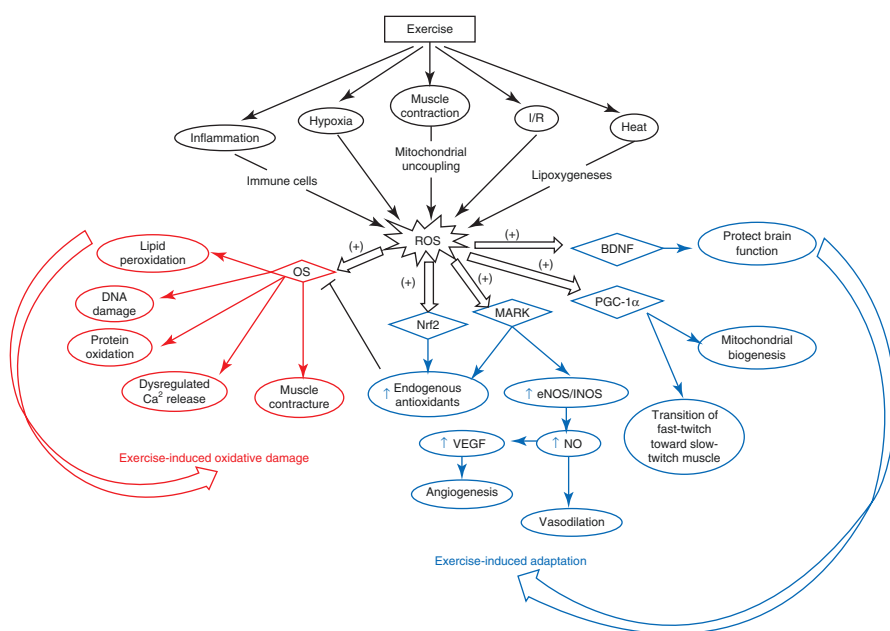 Exercise
Inflammation
Hypoxia
Muscle
contraction
I/R
Heat
Immune cells
Mitochondrial
uncoupling
Lipoxygeneses
ROS
(+)
(+)
(+)
(+)
(+)
Lipid
peroxidation
OS
DNA
damage
Protein
oxidation
Dysregulated
Ca2 release
Muscle
contracture
Exercise-induced oxidative damage
BDNF
Protect brain
function
PGC-1α
Nrf2
MARK
Mitochondrial
biogenesis
↑ Endogenous
antioxidants
↑ eNOS/INOS
Transition of
fast-twitch
toward slow-
twitch muscle
↑ VEGF
↑ NO
Angiogenesis
Vasodilation
Exercise-induced adaptation